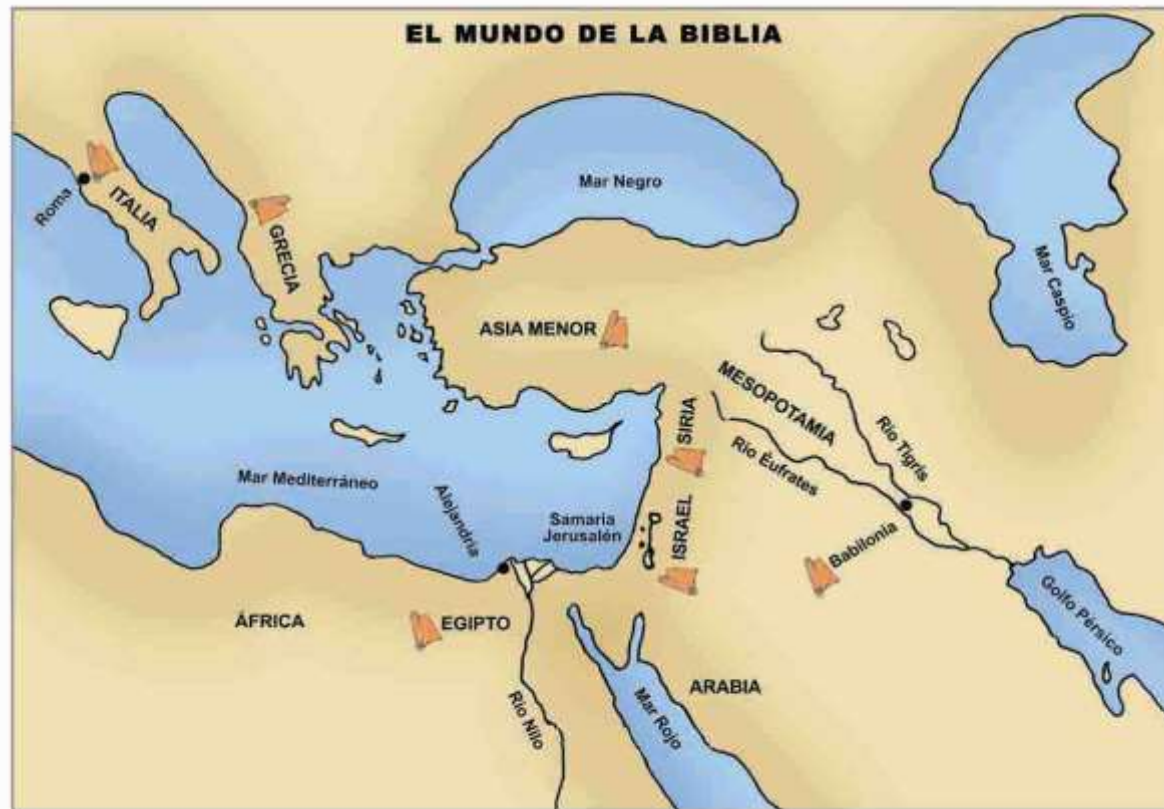 EL MUNDO DE LA BIBLIA
Mar Negro
Roma
ITALIA
GRECIA
Mar Caspio
ASIA MENOR
MESOPOTAMIA
SIRIA
Río Tigrís
Río Éufrates
Mar Mediterráneo
Alejandría
Samaria
Jerusalén
ISRAEL
Babilonia
Golfo Pérsico
ÁFRICA
EGIPTO
ARABIA
Río Nilo
Mar Rojo